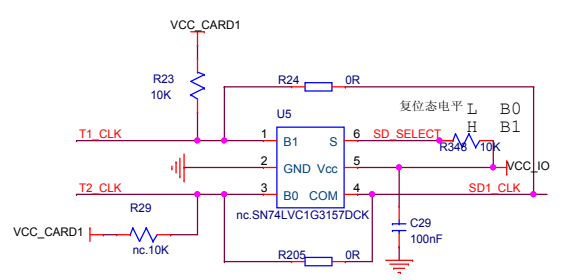 VCC_CARD1
R23
10K
R24 0R
U5
复位态电平 L B0
H B1
T1_CLK
1 B1 S 6
SD_SELECT
R348 10K
2 GND Vcc 5
VCC_IO
T2_CLK
3 B0 COM 4
SD1_CLK
nc.SN74LVC1G3157DCK
R29
VCC_CARD1
nc.10K
C29
100nF
R205 0R